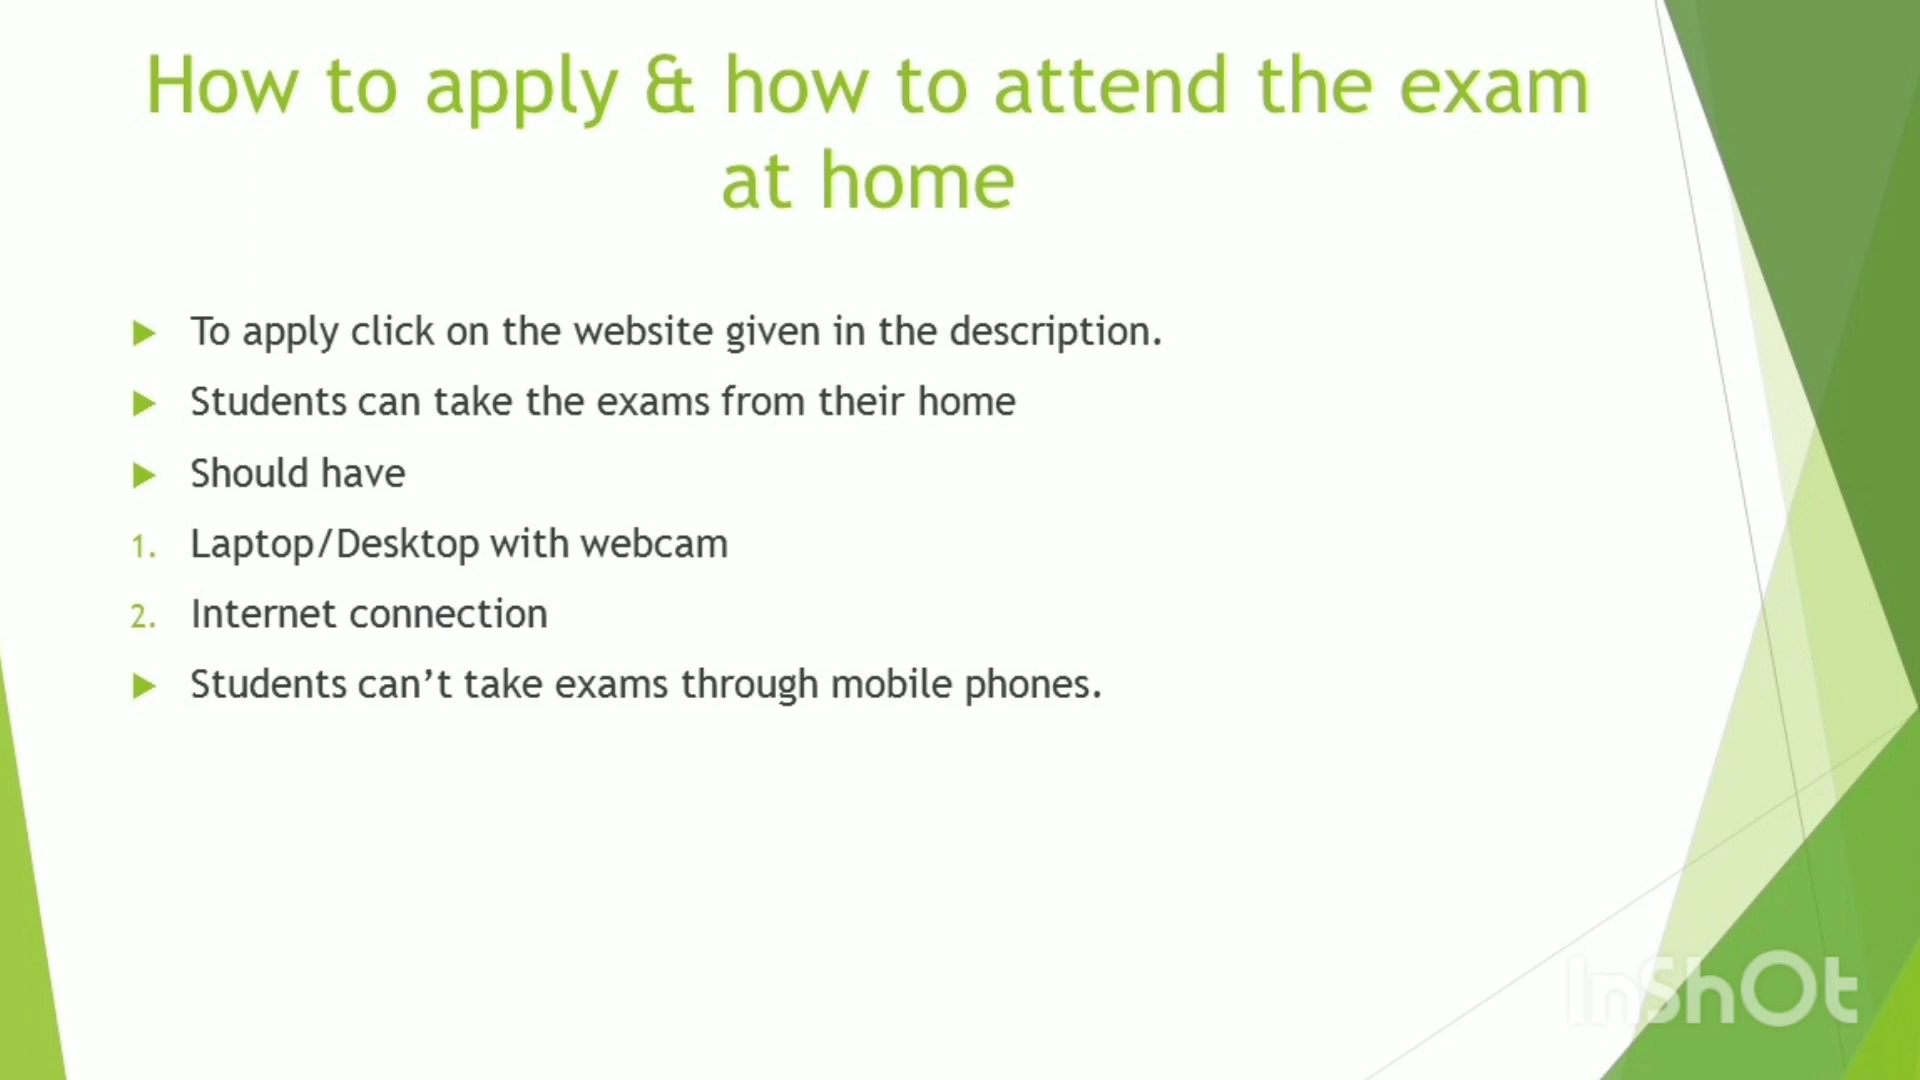 How to apply & how to attend the exam
at home
To apply click on the website given in the description.
Students can take the exams from their home
Should have
1. Laptop/Desktop with webcam
2. Internet connection
Students can’t take exams through mobile phones.
InShOt